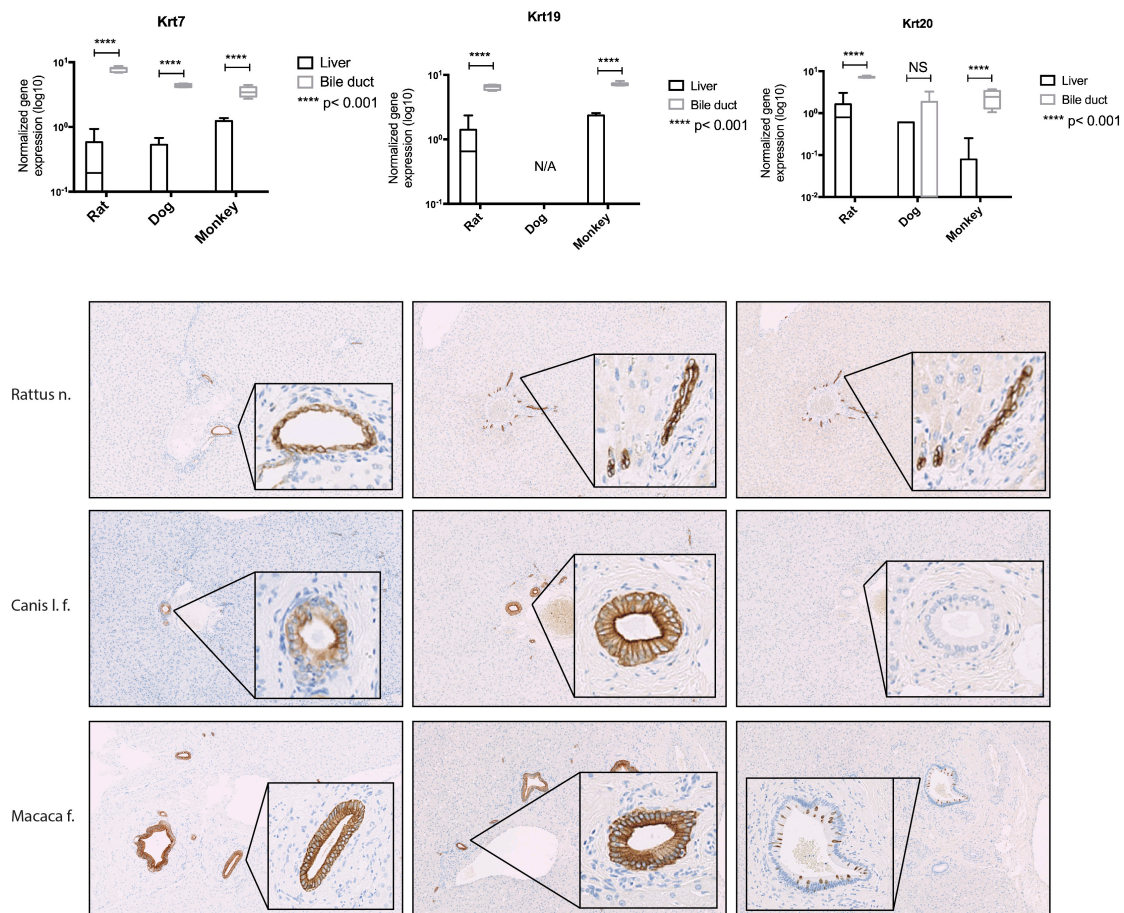 Krt7
Normalized gene
expression (log10)
10¹
10⁰
10⁻¹
****
****
****
Rat
Dog
Monkey
Liver
Bile duct
**** p< 0.001
Krt19
Normalized gene
expression (log10)
10¹
10⁰
10⁻¹
****
N/A
****
Rat
Dog
Monkey
Liver
Bile duct
**** p< 0.001
Krt20
Normalized gene
expression (log10)
10²
10¹
10⁰
10⁻¹
10⁻²
****
NS
****
Rat
Dog
Monkey
Liver
Bile duct
**** p< 0.001
Rattus n.
Canis l. f.
Macaca f.